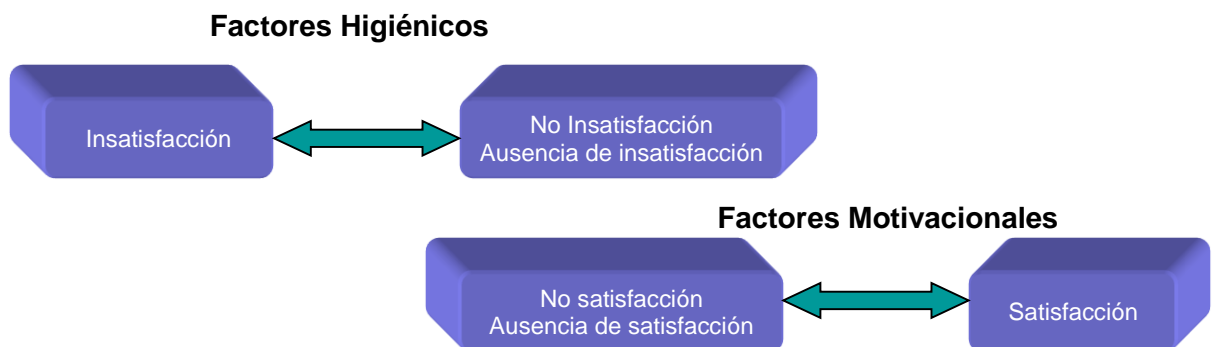 Factores Higiénicos
Insatisfacción
No Insatisfacción
Ausencia de insatisfacción
Factores Motivacionales
No satisfacción
Ausencia de satisfacción
Satisfacción